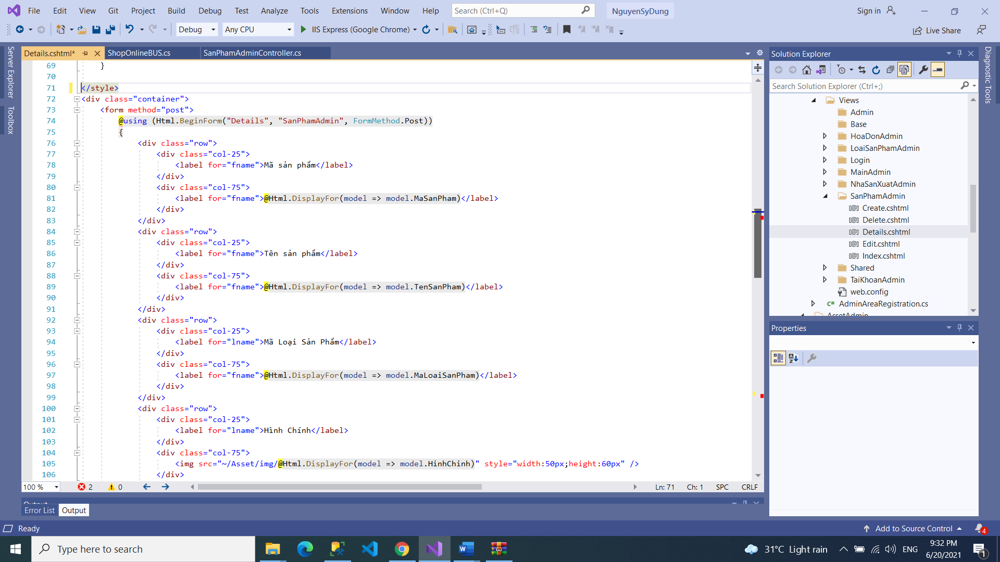 File Edit View Git Project Build Debug Test Analyze Tools Extensions Window Help Search (Ctrl+Q) NguyenSyDung Sign in
Debug Any CPU IIS Express (Google Chrome) Live Share
Server Explorer
Toolbox
Details.cshtml* ShopOnlineBUS.cs SanPhamAdminController.cs
69 }
70
71 </style>
72 <div class="container">
73 <form method="post">
74 @using (Html.BeginForm("Details", "SanPhamAdmin", FormMethod.Post))
75 {
76 <div class="row">
77 <div class="col-25">
78 <label for="fname">Mã sản phẩm</label>
79 </div>
80 <div class="col-75">
81 <label for="fname">@Html.DisplayFor(model => model.MaSanPham)</label>
82 </div>
83 </div>
84 <div class="row">
85 <div class="col-25">
86 <label for="fname">Tên sản phẩm</label>
87 </div>
88 <div class="col-75">
89 <label for="fname">@Html.DisplayFor(model => model.TenSanPham)</label>
90 </div>
91 </div>
92 <div class="row">
93 <div class="col-25">
94 <label for="lname">Mã Loại Sản Phẩm</label>
95 </div>
96 <div class="col-75">
97 <label for="fname">@Html.DisplayFor(model => model.MaLoaiSanPham)</label>
98 </div>
99 </div>
100 <div class="row">
101 <div class="col-25">
102 <label for="lname">Hình Chính</label>
103 </div>
104 <div class="col-75">
105 <img src="~/Asset/img/@Html.DisplayFor(model => model.HinhChinh)" style="width:50px;height:60px" />
106 </div>
100 % 2 0 Ln: 71 Ch: 1 SPC CRLF
Output
Error List Output
Solution Explorer
Search Solution Explorer (Ctrl+;)
Views
Admin
Base
HoaDonAdmin
LoaiSanPhamAdmin
Login
MainAdmin
NhaSanXuatAdmin
SanPhamAdmin
Create.cshtml
Delete.cshtml
Details.cshtml
Edit.cshtml
Index.cshtml
Shared
TaiKhoanAdmin
web.config
C# AdminAreaRegistration.cs
AssetAdmin
Properties
Diagnostic Tools
Ready Add to Source Control 4
Type here to search 31°C Light rain ENG 9:32 PM
6/20/2021 1